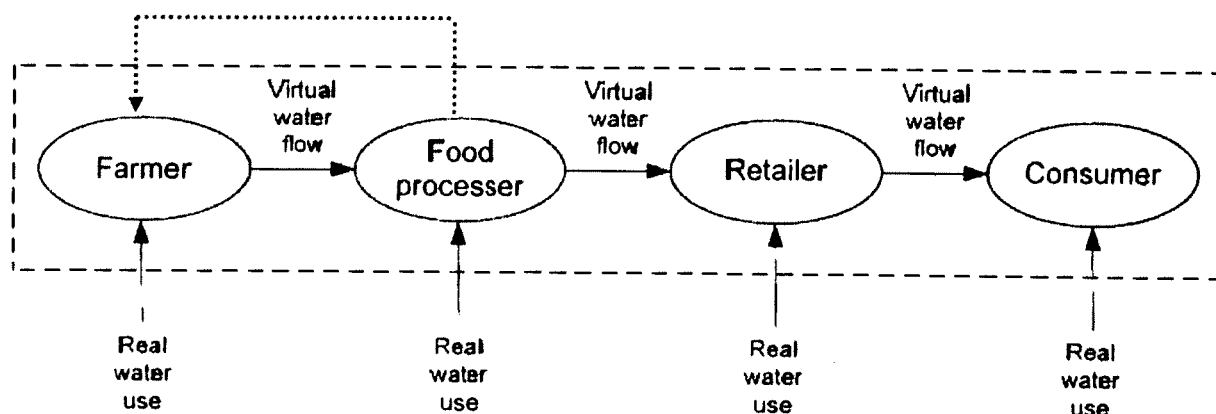 Virtual
water
flow
Virtual
water
flow
Virtual
water
flow
Farmer
Food
processer
Retailer
Consumer
Real
water
use
Real
water
use
Real
water
use
Real
water
use